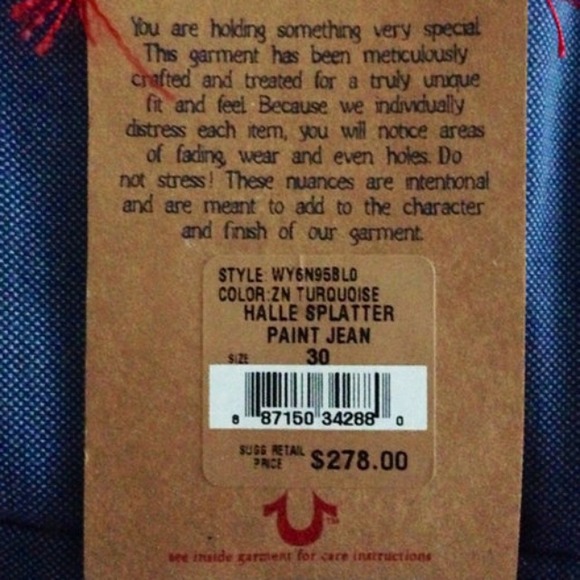 You are holding something very special.
This garment has been meticulously
crafted and treated for a truly unique
fit and feel. Because we individually
distress each item, you will notice areas
of fading, wear and even holes. Do
not stress! These nuances are intentional
and are meant to add to the character
and finish of our garment.
STYLE: WY6N95BL0
COLOR:ZN TURQUOISE
HALLE SPLATTER
PAINT JEAN
SIZE 30
8 87150 34288 0
SUGG RETAIL
PRICE $278.00
TM
see inside garment for care instructions